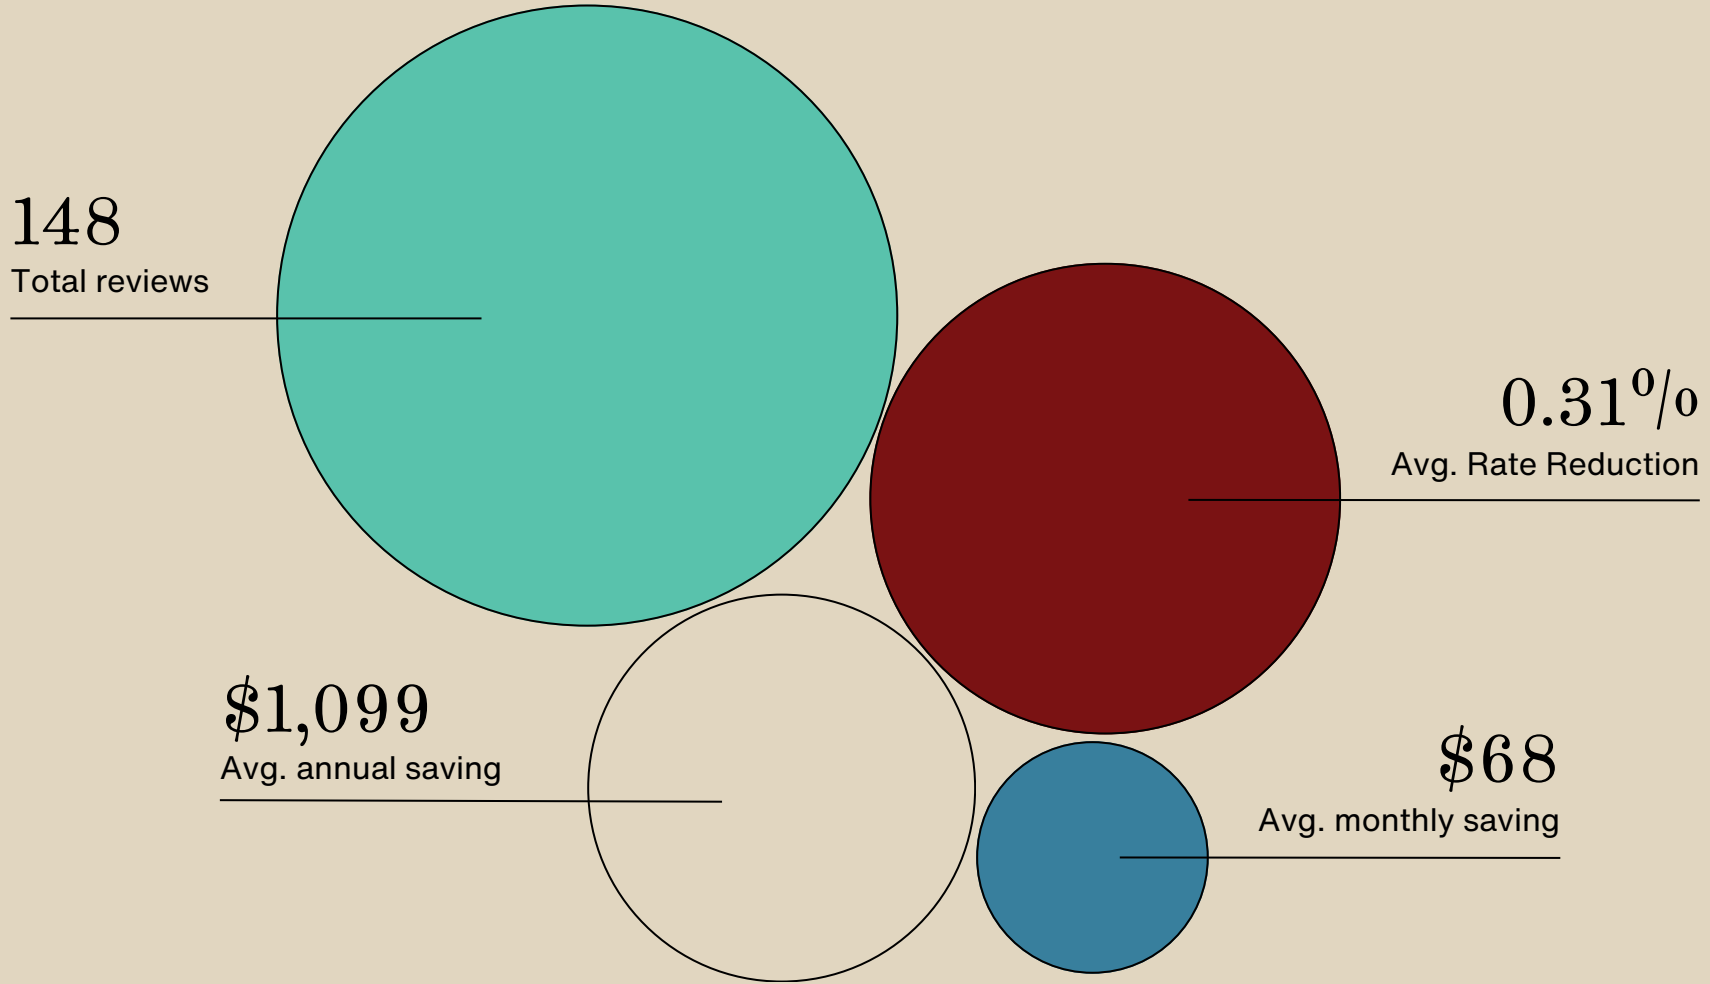 148
Total reviews
0.31%
Avg. Rate Reduction
$1,099
Avg. annual saving
$68
Avg. monthly saving